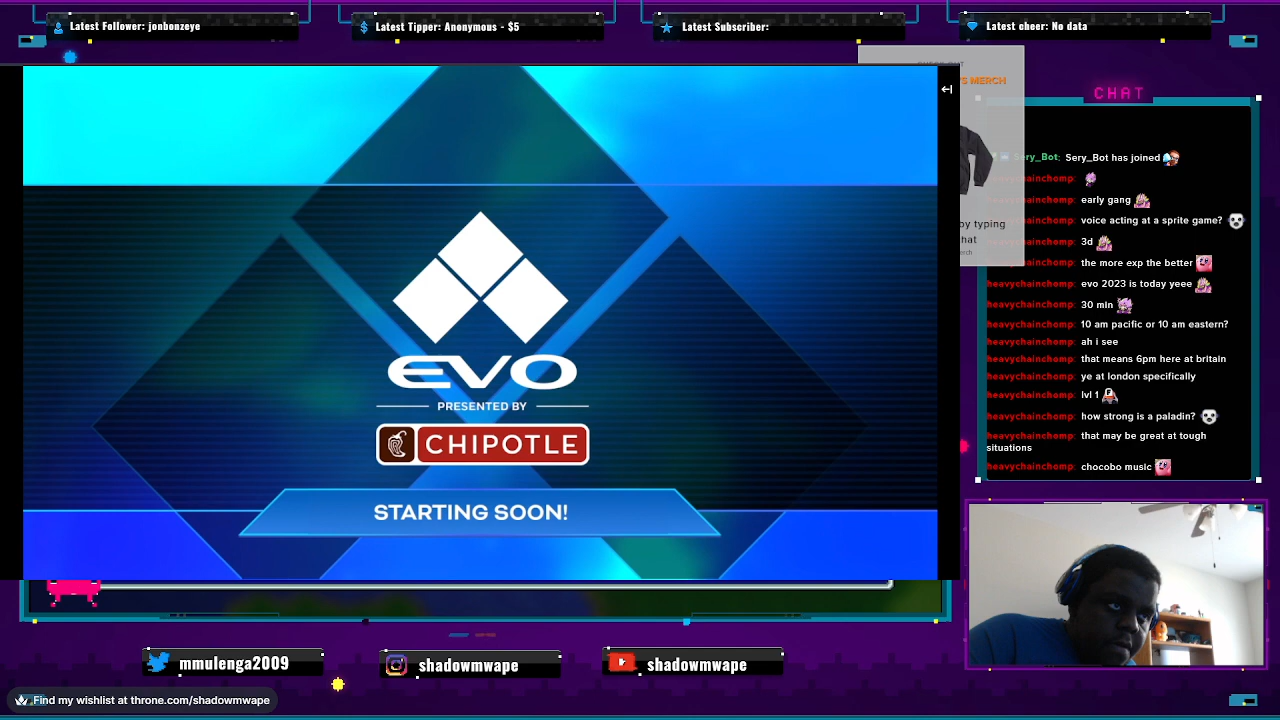 Latest Follower: jonbonzeye
Latest Tipper: Anonymous - $5
Latest Subscriber:
Latest cheer: No data
'S MERCH
by typing
hat
EVO
PRESENTED BY
CHIPOTLE
STARTING SOON!
CHAT
Sery_Bot: Sery_Bot has joined
heavychainchomp:
heavychainchomp: early gang
heavychainchomp: voice acting at a sprite game?
heavychainchomp: 3d
heavychainchomp: the more exp the better
heavychainchomp: evo 2023 is today yeee
heavychainchomp: 30 min
heavychainchomp: 10 am pacific or 10 am eastern?
heavychainchomp: ah i see
heavychainchomp: that means 6pm here at britain
heavychainchomp: ye at london specifically
heavychainchomp: lvl 1
heavychainchomp: how strong is a paladin?
heavychainchomp: that may be great at tough
situations
heavychainchomp: chocobo music
mmulenga2009
shadowmwape
shadowmwape
Find my wishlist at throne.com/shadowmwape